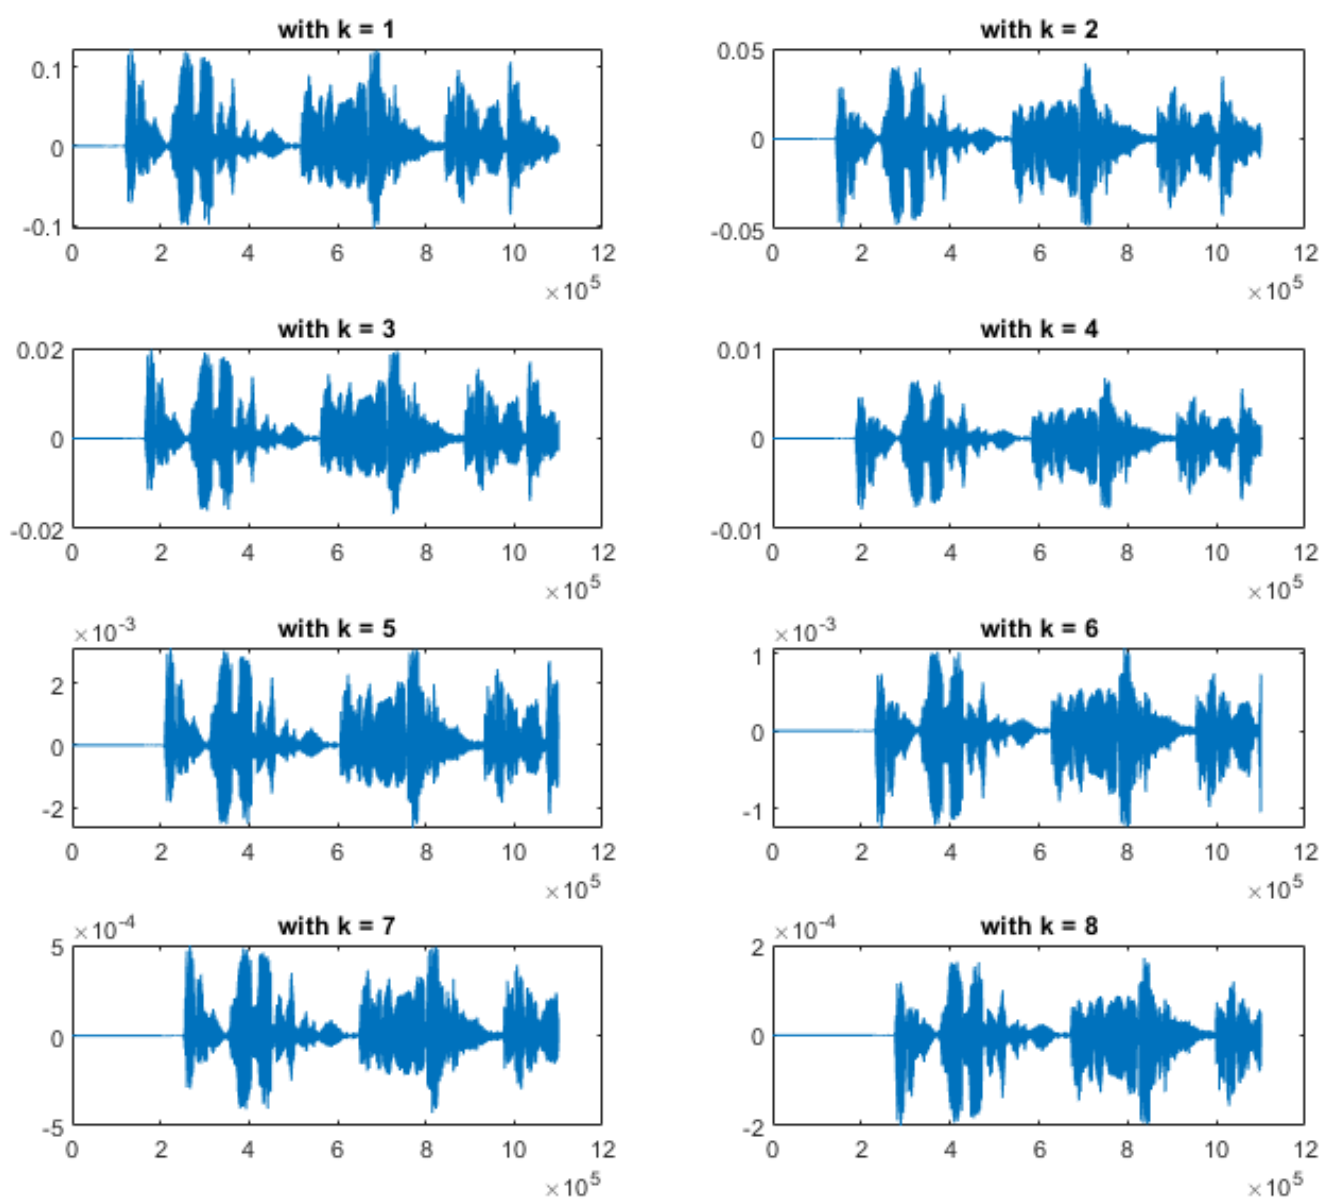 with k = 1
0.1
0
-0.1
0 2 4 6 8 10 12
×10^5
with k = 2
0.05
0
-0.05
0 2 4 6 8 10 12
×10^5
with k = 3
0.02
0
-0.02
0 2 4 6 8 10 12
×10^5
with k = 4
0.01
0
-0.01
0 2 4 6 8 10 12
×10^5
with k = 5
×10^-3
2
0
-2
0 2 4 6 8 10 12
×10^5
with k = 6
×10^-3
1
0
-1
0 2 4 6 8 10 12
×10^5
with k = 7
×10^-4
5
0
-5
0 2 4 6 8 10 12
×10^5
with k = 8
×10^-4
2
0
-2
0 2 4 6 8 10 12
×10^5